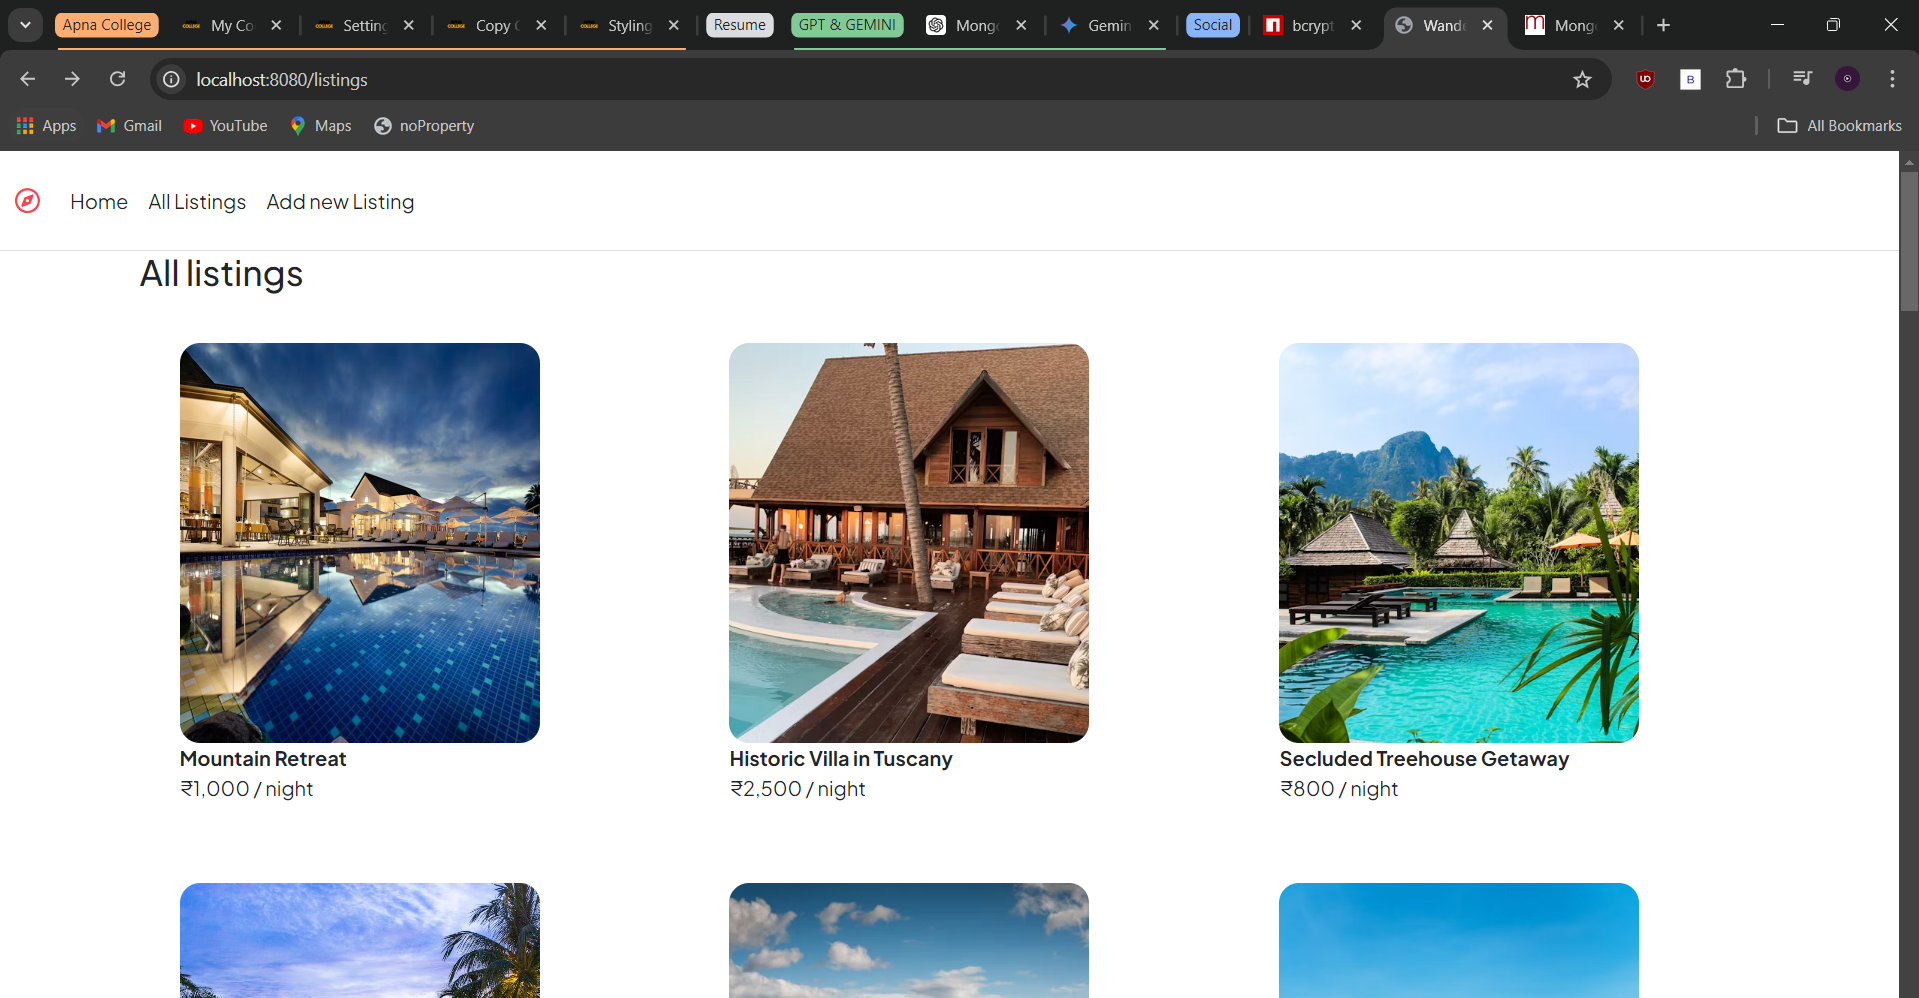 Apna College My Co Setting Copy Styling Resume GPT & GEMINI Mong Gemin Social bcrypt Wand Mong
localhost:8080/listings
Apps Gmail YouTube Maps noProperty All Bookmarks
Home All Listings Add new Listing
All listings
Mountain Retreat
₹1,000 / night
Historic Villa in Tuscany
₹2,500 / night
Secluded Treehouse Getaway
₹800 / night